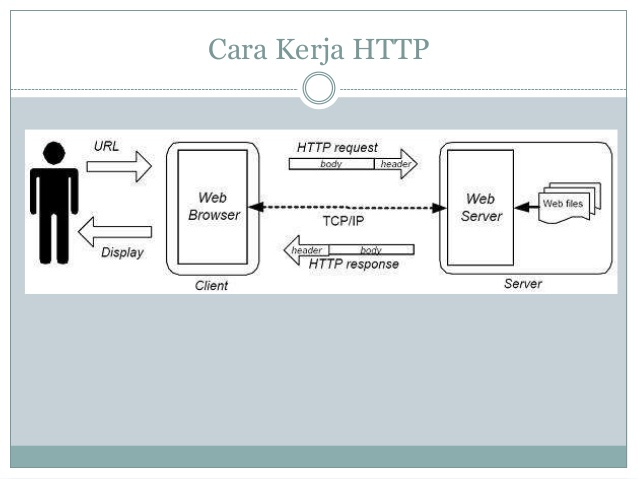 Cara Kerja HTTP
URL
Display
Web
Browser
Client
HTTP request
body
header
TCP/IP
header
body
HTTP response
Web
Server
Web files
Server